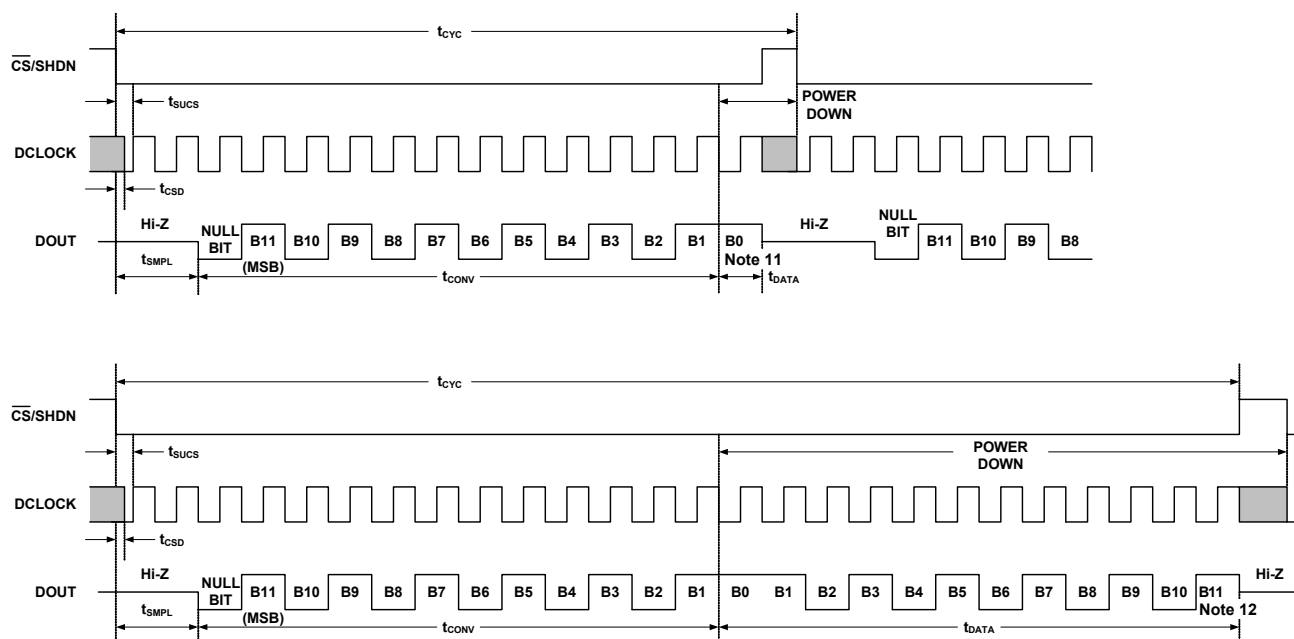 tCYC
CS/SHDN
tSUCS
POWER
DOWN
DCLOCK
tCSD
Hi-Z
NULL
BIT
DOUT
B11 B10 B9 B8 B7 B6 B5 B4 B3 B2 B1 B0
Hi-Z
NULL
BIT
B11 B10 B9 B8
(MSB)
Note 11
tSMPL
tCONV
tDATA
tCYC
CS/SHDN
tSUCS
POWER
DOWN
DCLOCK
tCSD
Hi-Z
NULL
BIT
DOUT
B11 B10 B9 B8 B7 B6 B5 B4 B3 B2 B1 B0 B1 B2 B3 B4 B5 B6 B7 B8 B9 B10 B11
Hi-Z
(MSB)
Note 12
tSMPL
tCONV
tDATA